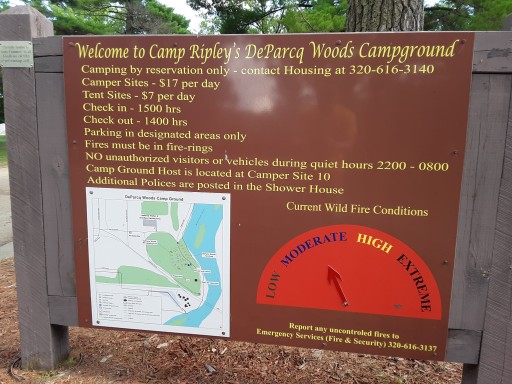 Welcome to Camp Ripley's DeParcq Woods Campground
Camping by reservation only - contact Housing at 320-616-3140
Camper Sites - $17 per day
Tent Sites - $7 per day
Check in - 1500 hrs
Check out - 1400 hrs
Parking in designated areas only
Fires must be in fire-rings
NO unauthorized visitors or vehicles during quiet hours 2200 - 0800
Camp Ground Host is located at Camper Site 10
Additional Polices are posted in the Shower House
DeParcq Woods Camp Ground
Current Wild Fire Conditions
LOW MODERATE HIGH EXTREME
Report any uncontroled fires to
Emergency Services (Fire & Security) 320-616-3137